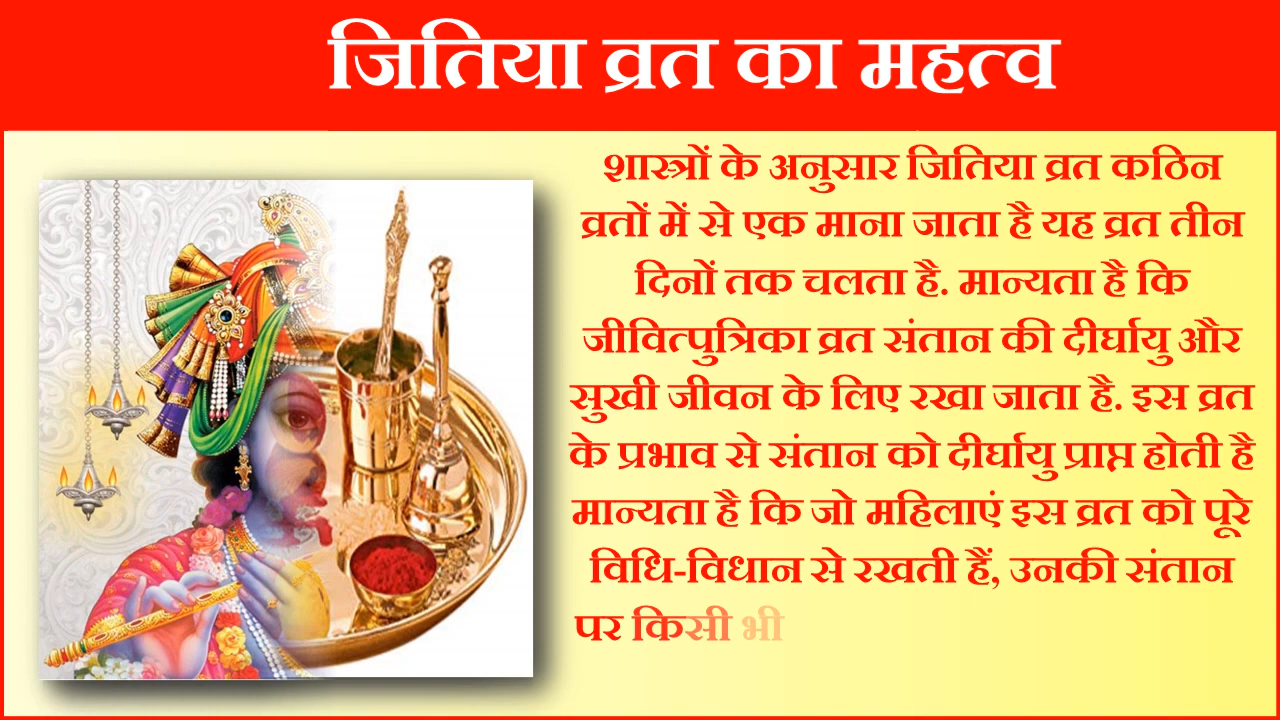 जितिया व्रत का महत्व
शास्त्रों के अनुसार जितिया व्रत कठिन
व्रतों में से एक माना जाता है यह व्रत तीन
दिनों तक चलता है. मान्यता है कि
जीवित्पुत्रिका व्रत संतान की दीर्घायु और
सुखी जीवन के लिए रखा जाता है. इस व्रत
के प्रभाव से संतान को दीर्घायु प्राप्त होती है
मान्यता है कि जो महिलाएं इस व्रत को पूरे
विधि-विधान से रखती हैं, उनकी संतान
पर किसी भी